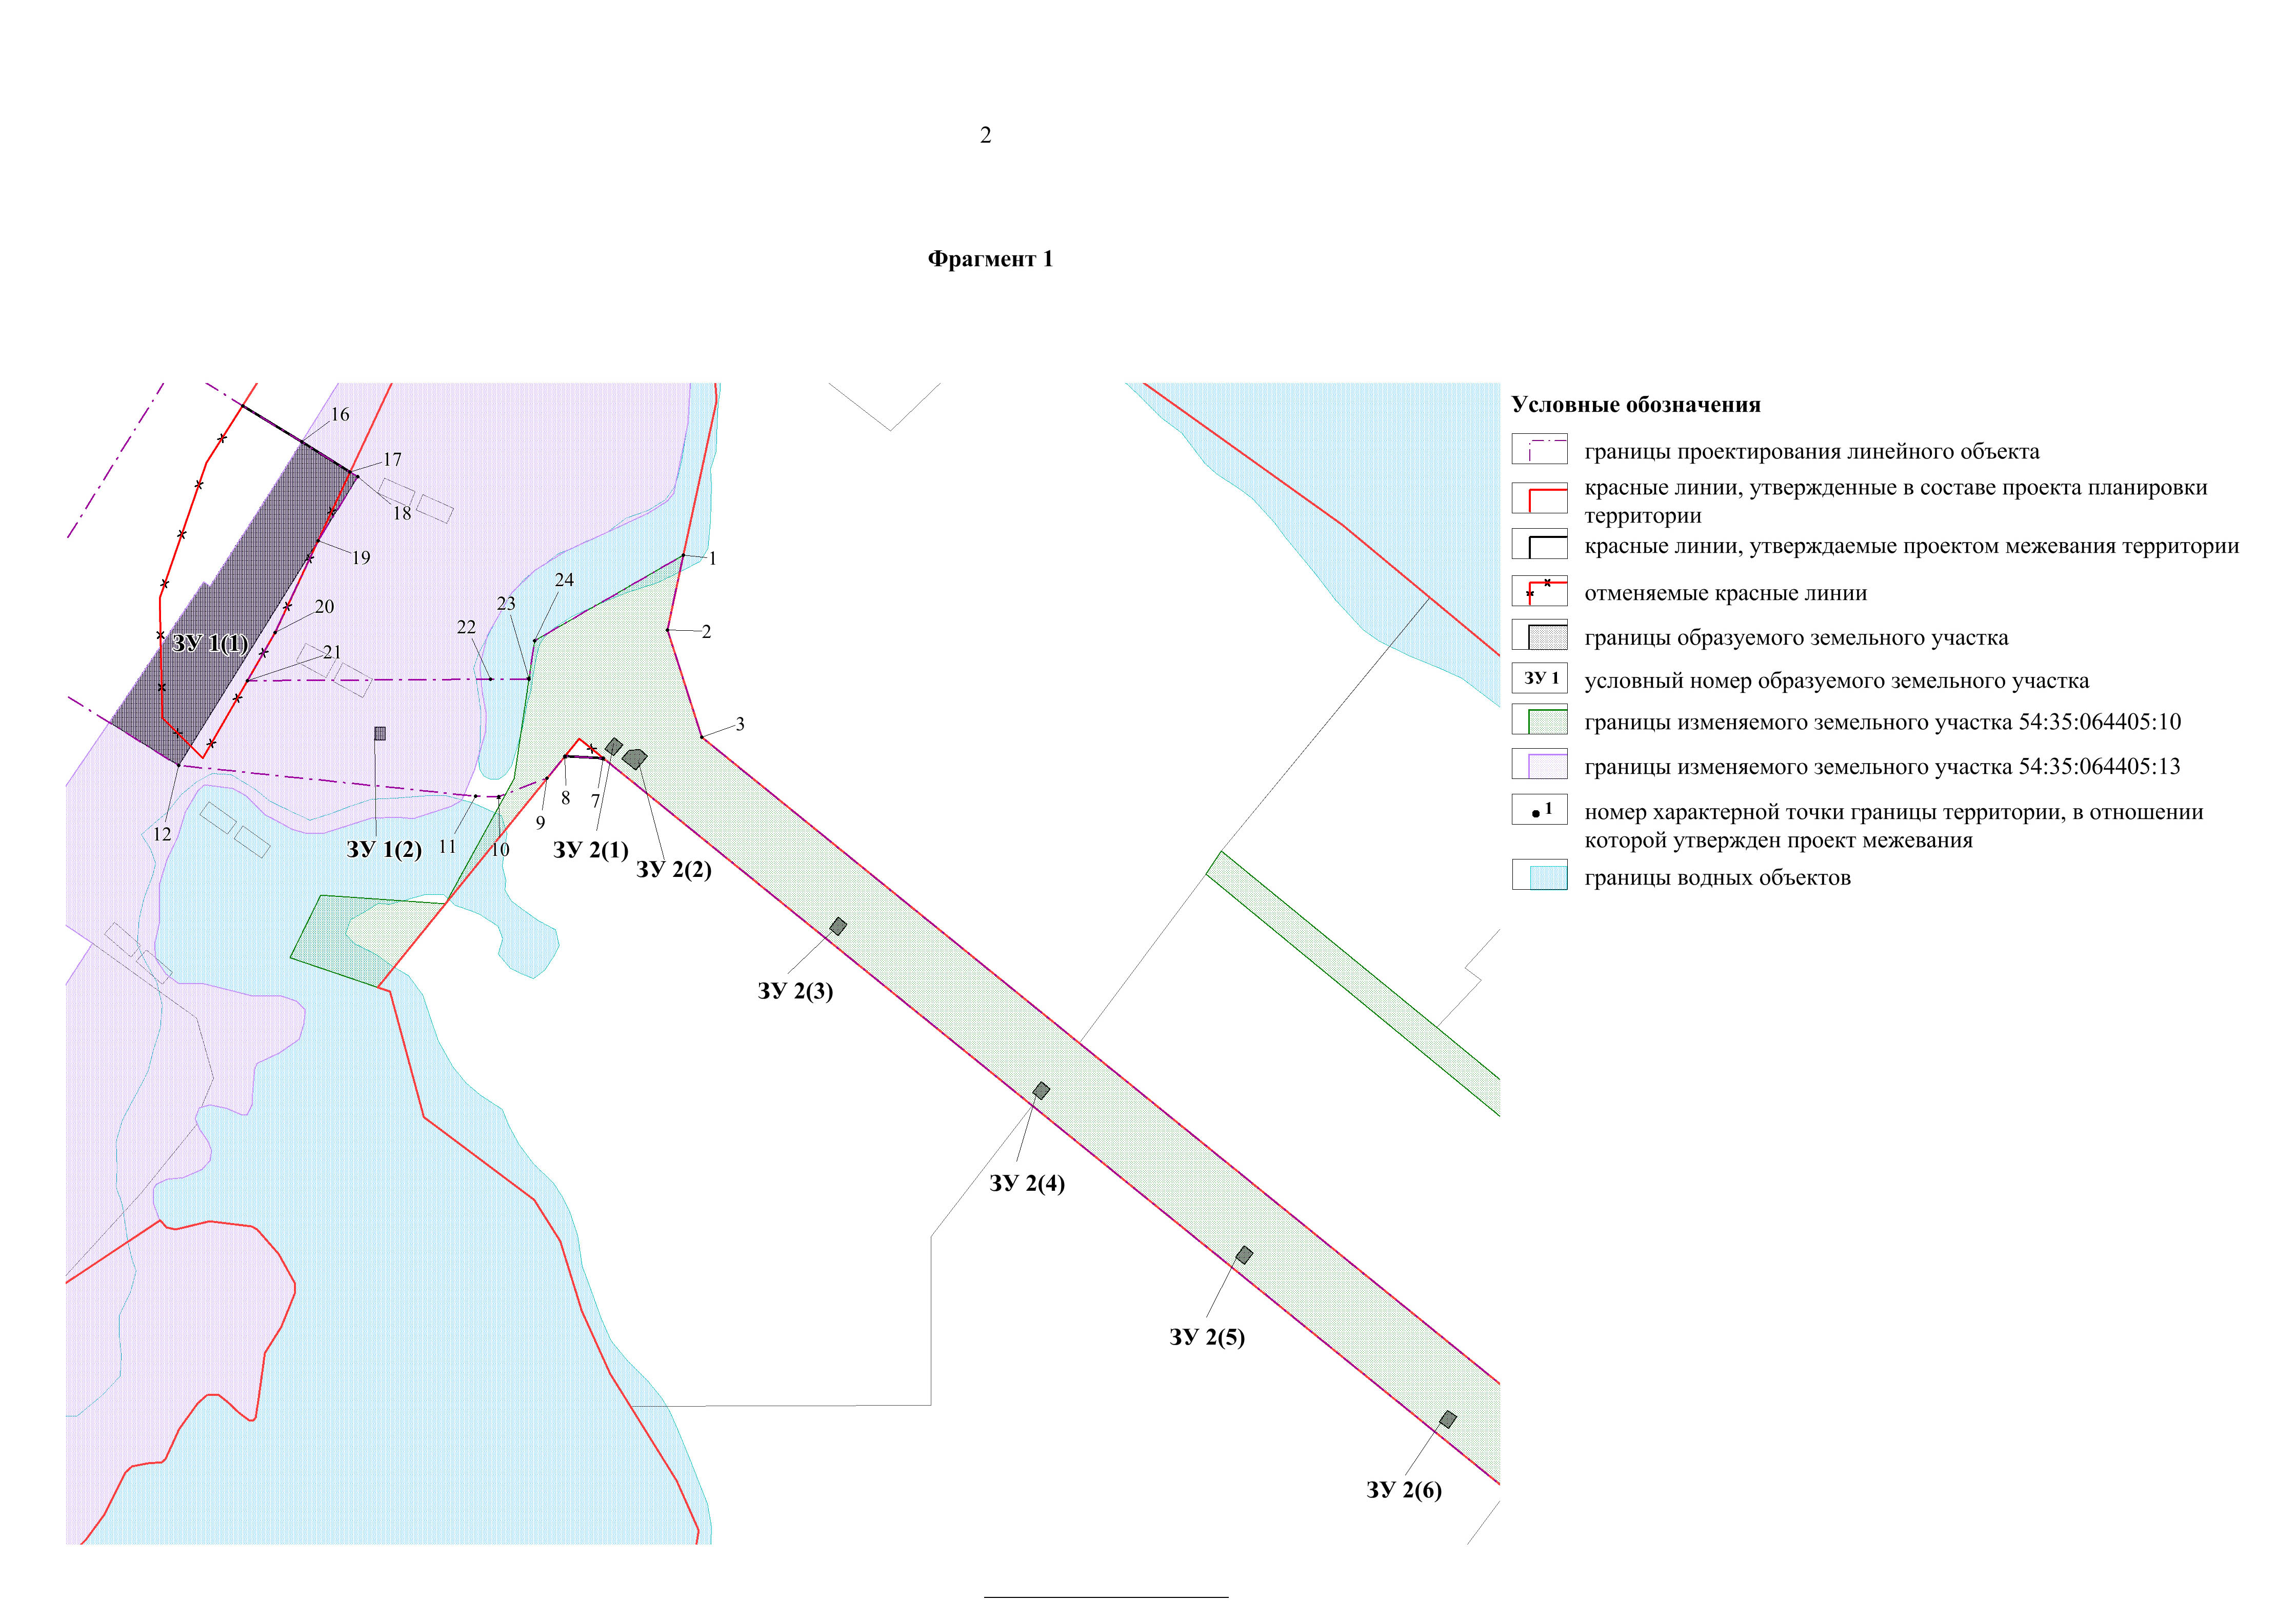 2
Фрагмент 1
Условные обозначения
границы проектирования линейного объекта
красные линии, утвержденные в составе проекта планировки
территории
красные линии, утверждаемые проектом межевания территории
отменяемые красные линии
границы образуемого земельного участка
ЗУ 1
условный номер образуемого земельного участка
границы изменяемого земельного участка 54:35:064405:10
границы изменяемого земельного участка 54:35:064405:13
1
номер характерной точки границы территории, в отношении
которой утвержден проект межевания
границы водных объектов
16
17
18
19
1
24
23
20
22
2
ЗУ 1(1)
21
3
8
7
9
12
ЗУ 1(2)
11
10
ЗУ 2(1)
ЗУ 2(2)
ЗУ 2(3)
ЗУ 2(4)
ЗУ 2(5)
ЗУ 2(6)